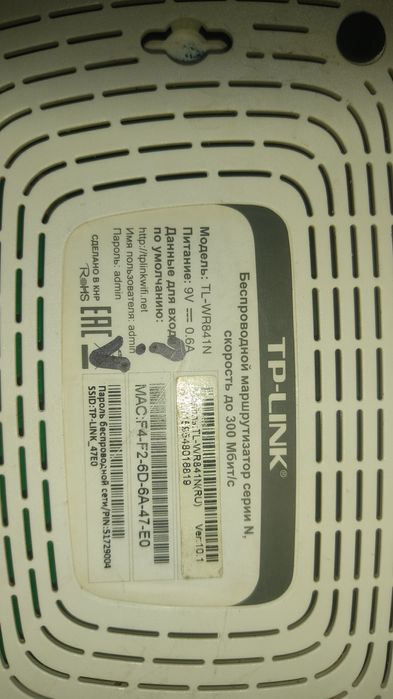 TP-LINK®
Беспроводной маршрутизатор серии N,
скорость до 300 Мбит/с
Модель: TL-WR841N
Питание: 9V 0.6A
Данные для входа
по умолчанию:
http://tplinkwifi.net
Имя пользователя: admin
Пароль: admin
СДЕЛАНО В КНР
RoHS
EAC
TL-WR841N(RU) Ver:10.1
MAC:F4-F2-6D-6A-47-E0
Пароль беспроводной сети/PIN:51729004
SSID:TP-LINK_47E0